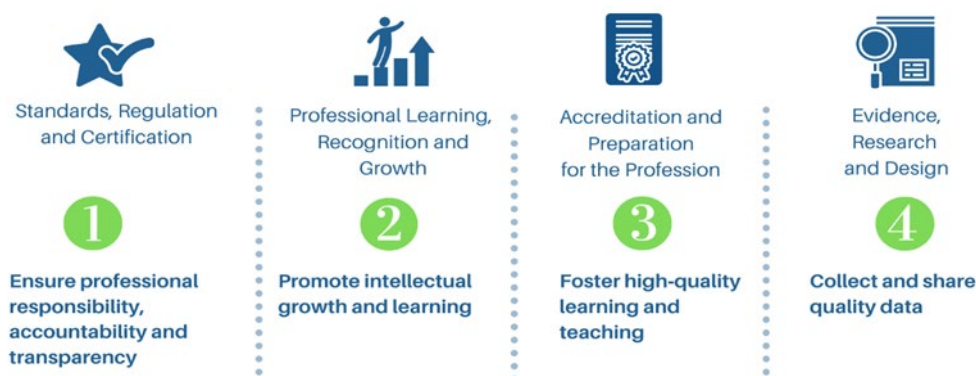 Standards, Regulation
and Certification
1
Ensure professional
responsibility,
accountability and
transparency
Professional Learning,
Recognition and
Growth
2
Promote intellectual
growth and learning
Accreditation and
Preparation
for the Profession
3
Foster high-quality
learning and
teaching
Evidence,
Research
and Design
4
Collect and share
quality data